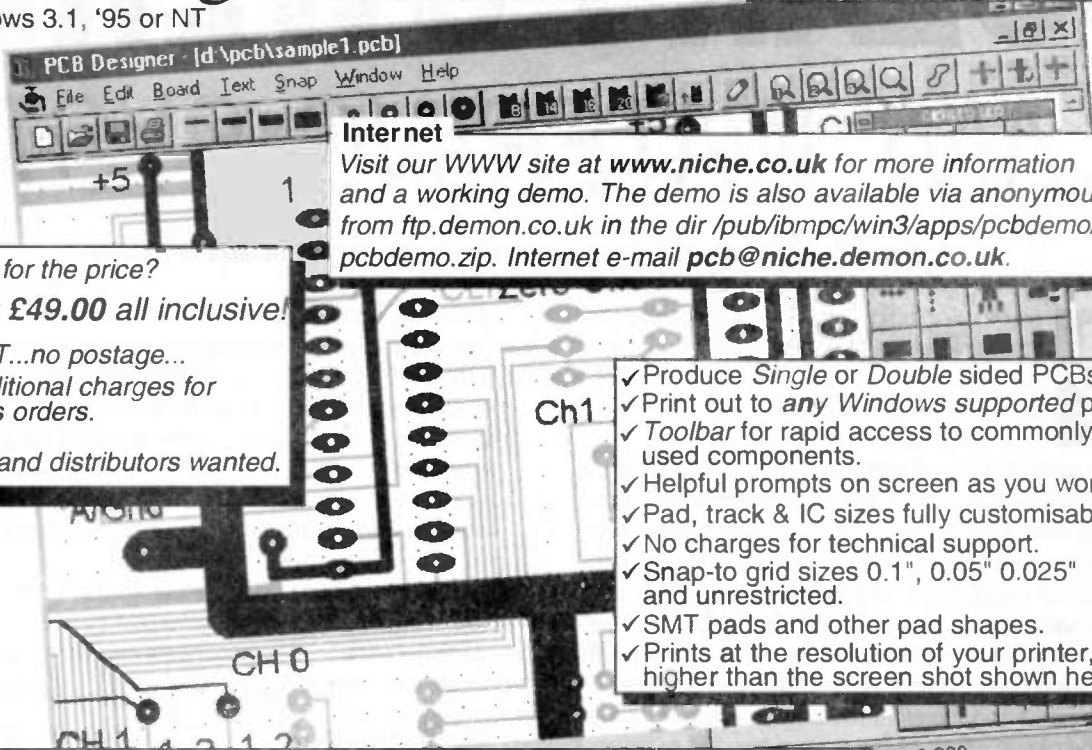 ws 3.1, '95 or NT
PCB Designer - [d:\pcb\sample1.pcb]
File Edit Board Text Snap Window Help
8 14 16 20
Internet
Visit our WWW site at www.niche.co.uk for more information
and a working demo. The demo is also available via anonymou
from ftp.demon.co.uk in the dir /pub/ibmpc/win3/apps/pcbdemo
pcbdemo.zip. Internet e-mail pcb@niche.demon.co.uk.
+5
1
for the price?
£49.00 all inclusive!
T...no postage...
ditional charges for
s orders.
and distributors wanted.
Ch1
✓Produce Single or Double sided PCBs
✓Print out to any Windows supported p
✓Toolbar for rapid access to commonly
used components.
✓Helpful prompts on screen as you wor
✓Pad, track & IC sizes fully customisab
✓No charges for technical support.
✓Snap-to grid sizes 0.1", 0.05" 0.025"
and unrestricted.
✓SMT pads and other pad shapes.
✓Prints at the resolution of your printer,
higher than the screen shot shown he
CH 0
CH 1